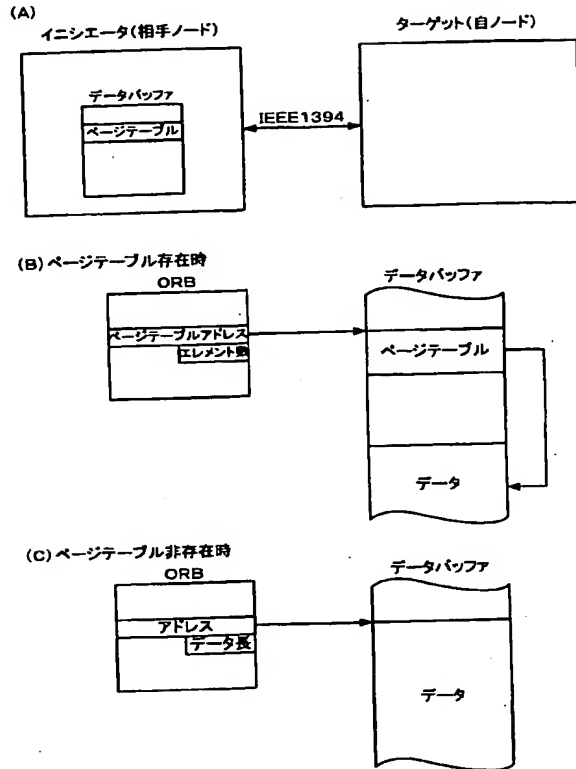 (A)
イニシエータ(相手ノード)
ターゲット(自ノード)
データバッファ
ページテーブル
IEEE1394
(B)ページテーブル存在時
ORB
データバッファ
ページテーブルアドレス
エレメント数
ページテーブル
データ
(C)ページテーブル非存在時
ORB
データバッファ
アドレス
データ長
データ